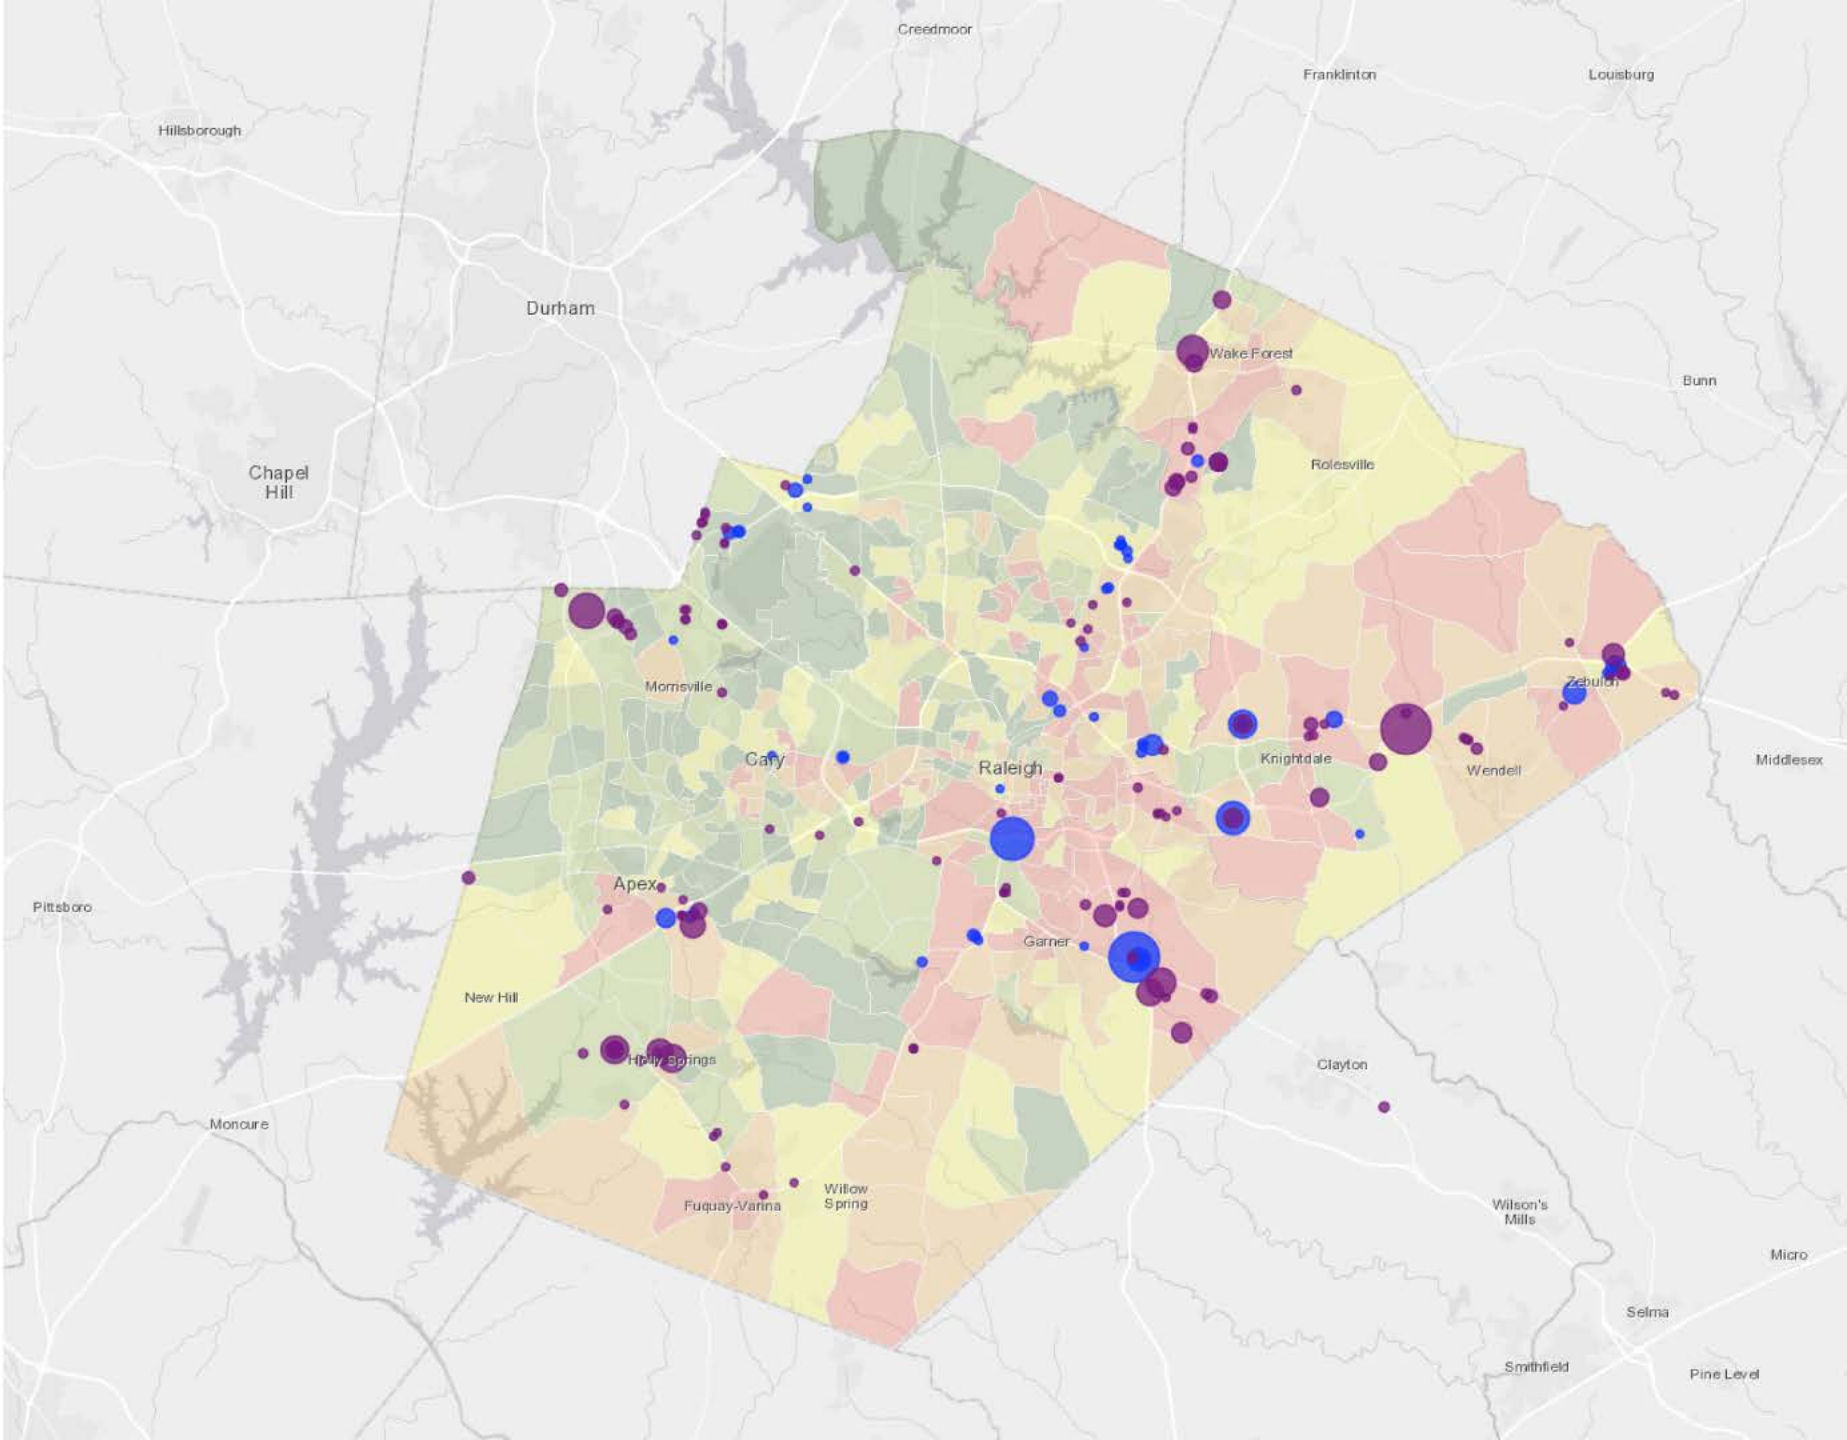 Creedmoor
Franklinton
Louisburg
Hillsborough
Durham
Wake Forest
Bunn
Rolesville
Chapel
Hill
Morrisville
Zebulon
Cary
Raleigh
Knightdale
Wendell
Middlesex
Apex
Pittsboro
Garner
New Hill
Holly Springs
Clayton
Moncure
Willow
Spring
Fuquay-Varina
Wilson's
Mills
Micro
Selma
Smithfield
Pine Level